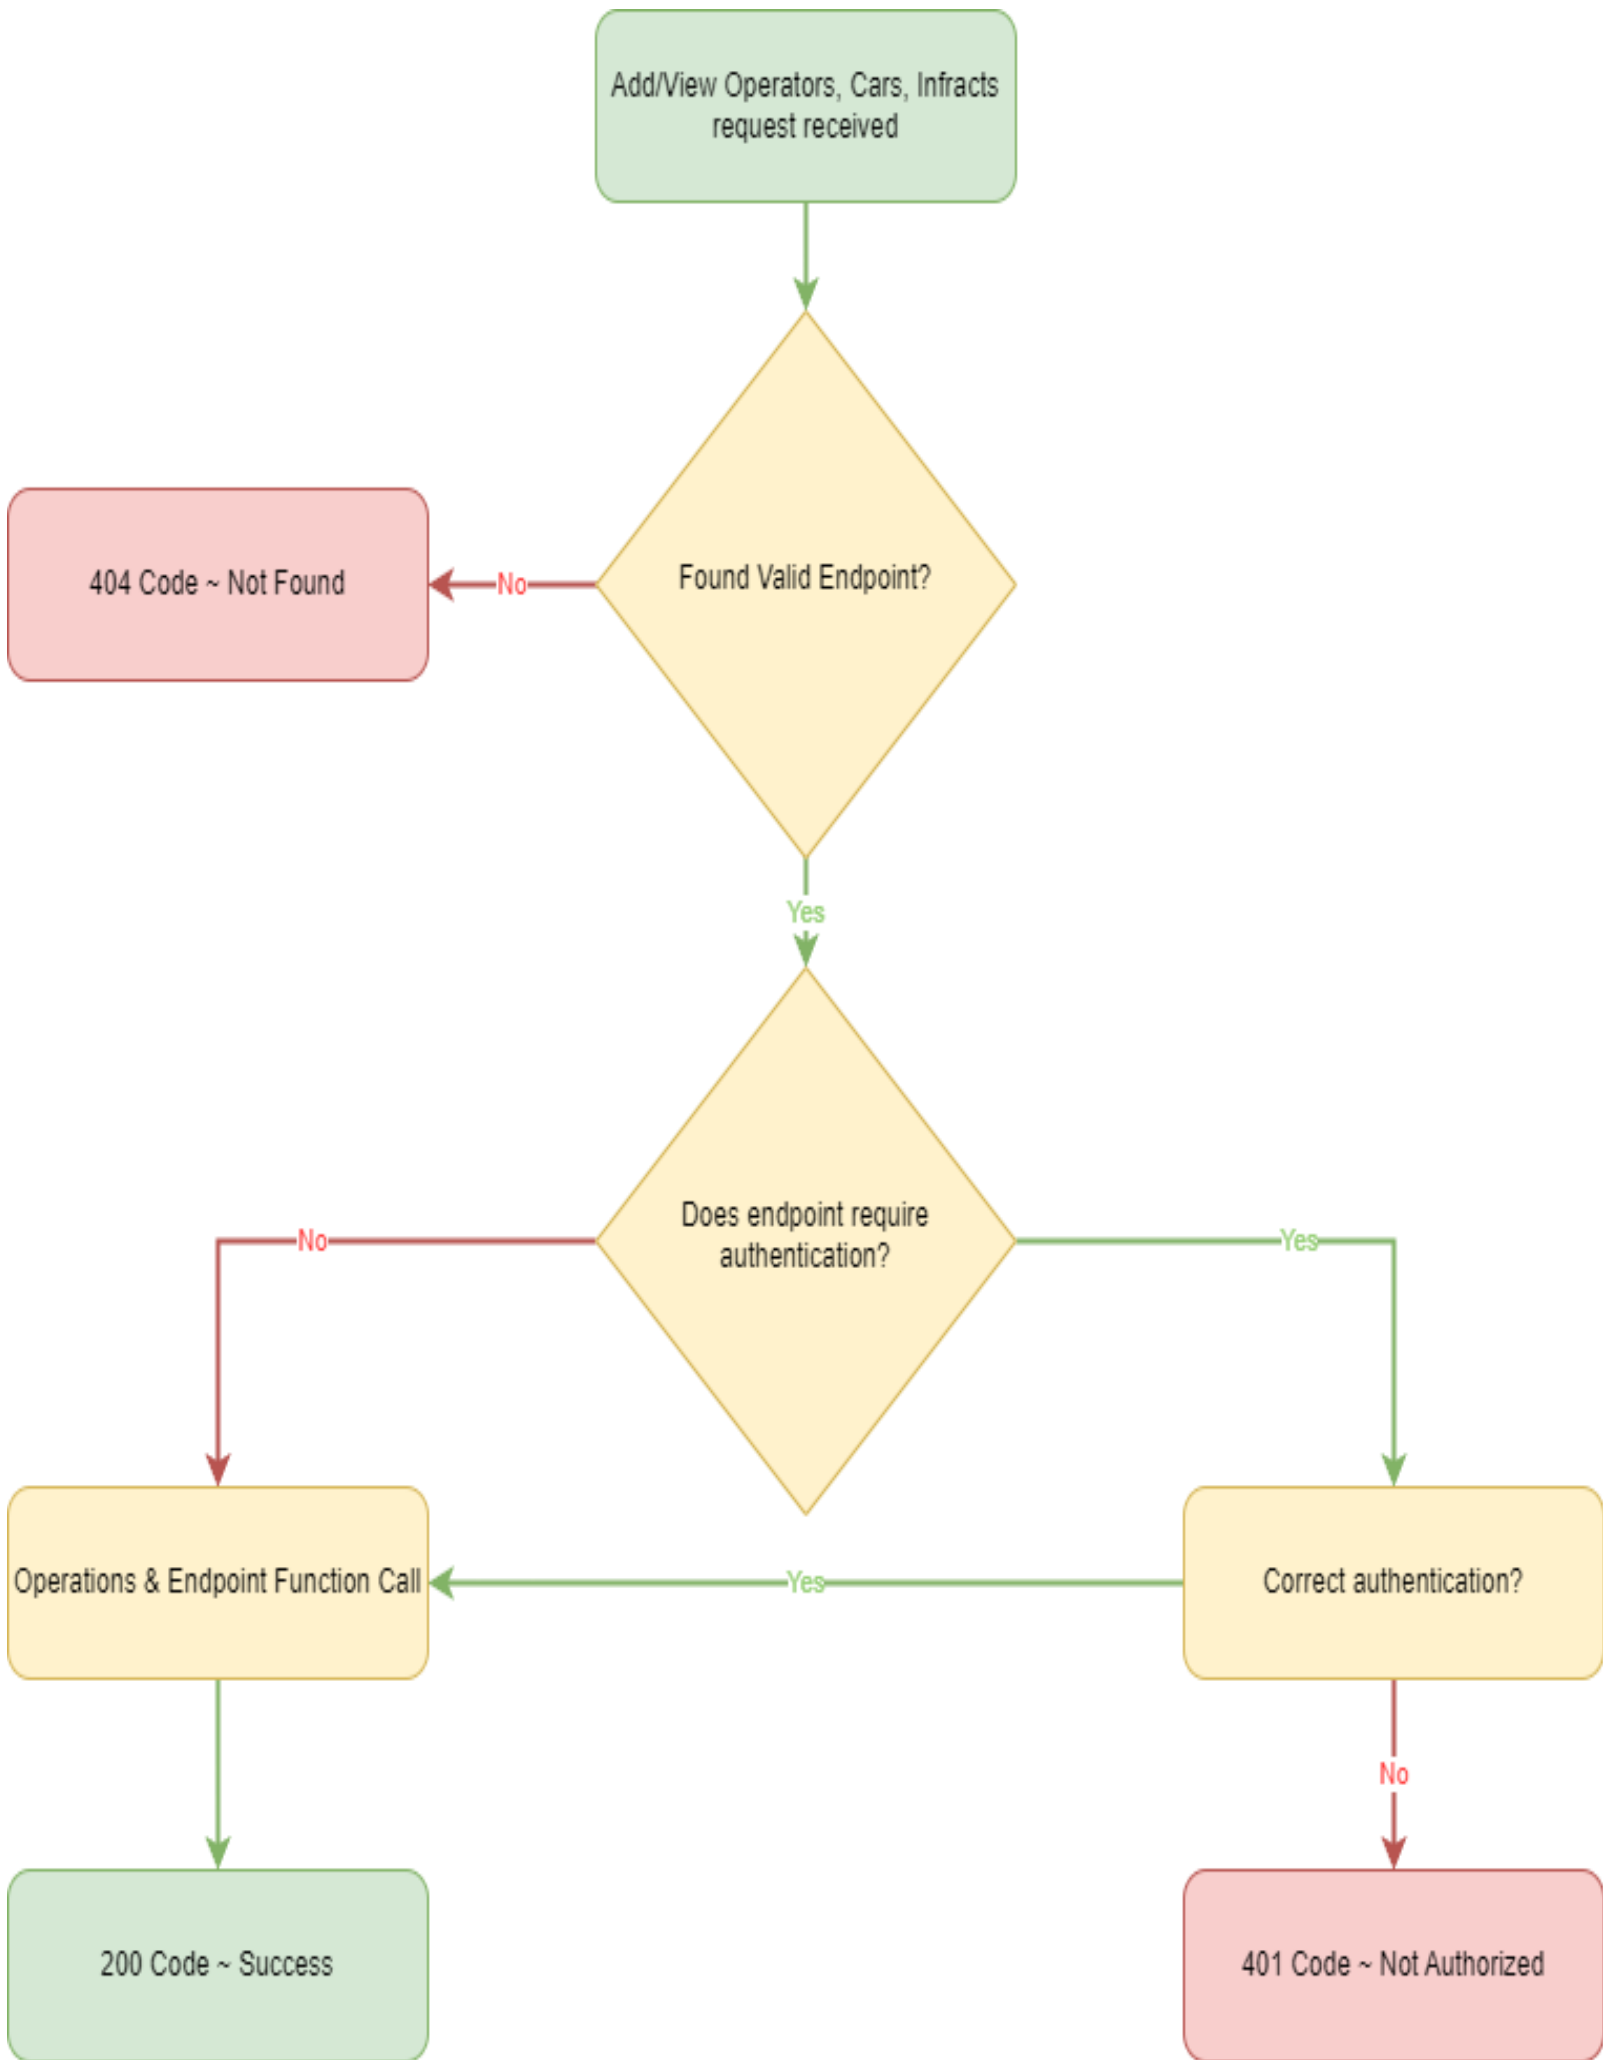 Add/View Operators, Cars, Infracts
request received
Found Valid Endpoint?
No
404 Code ~ Not Found
Yes
Does endpoint require
authentication?
No
Yes
Operations & Endpoint Function Call
Yes
Correct authentication?
No
200 Code ~ Success
401 Code ~ Not Authorized